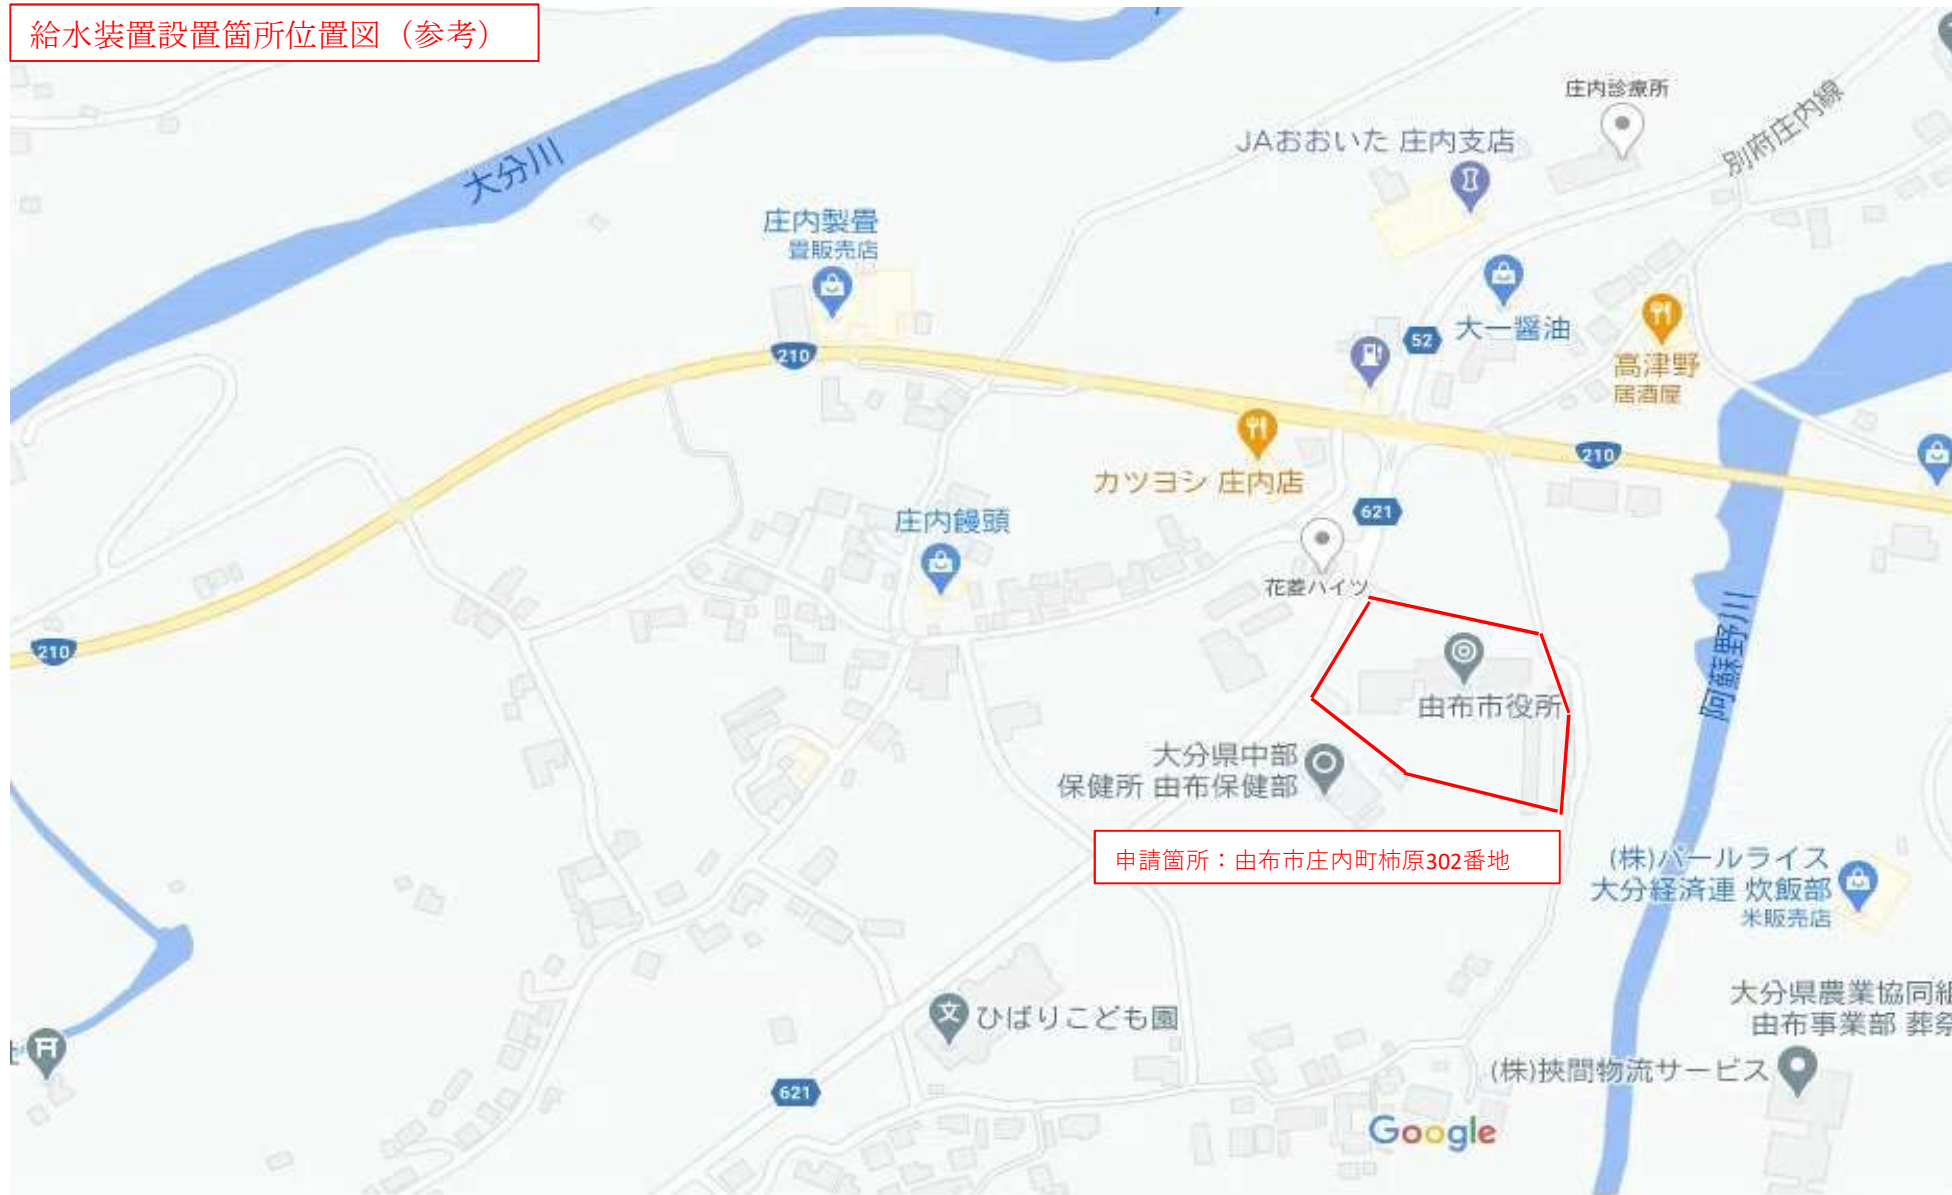 給水装置設置箇所位置図（参考）
庄内診療所
別府庄内線
JAおおいた 庄内支店
大分川
庄内製畳
畳販売店
52
大一醤油
210
高津野
居酒屋
カツヨシ 庄内店
210
庄内饅頭
621
花菱ハイツ
210
阿蘇野川
由布市役所
大分県中部
保健所 由布保健部
申請箇所：由布市庄内町柿原302番地
(株)パールライス
大分経済連 炊飯部
米販売店
ひばりこども園
大分県農業協同組
由布事業部 葬祭
(株)挾間物流サービス
621
Google